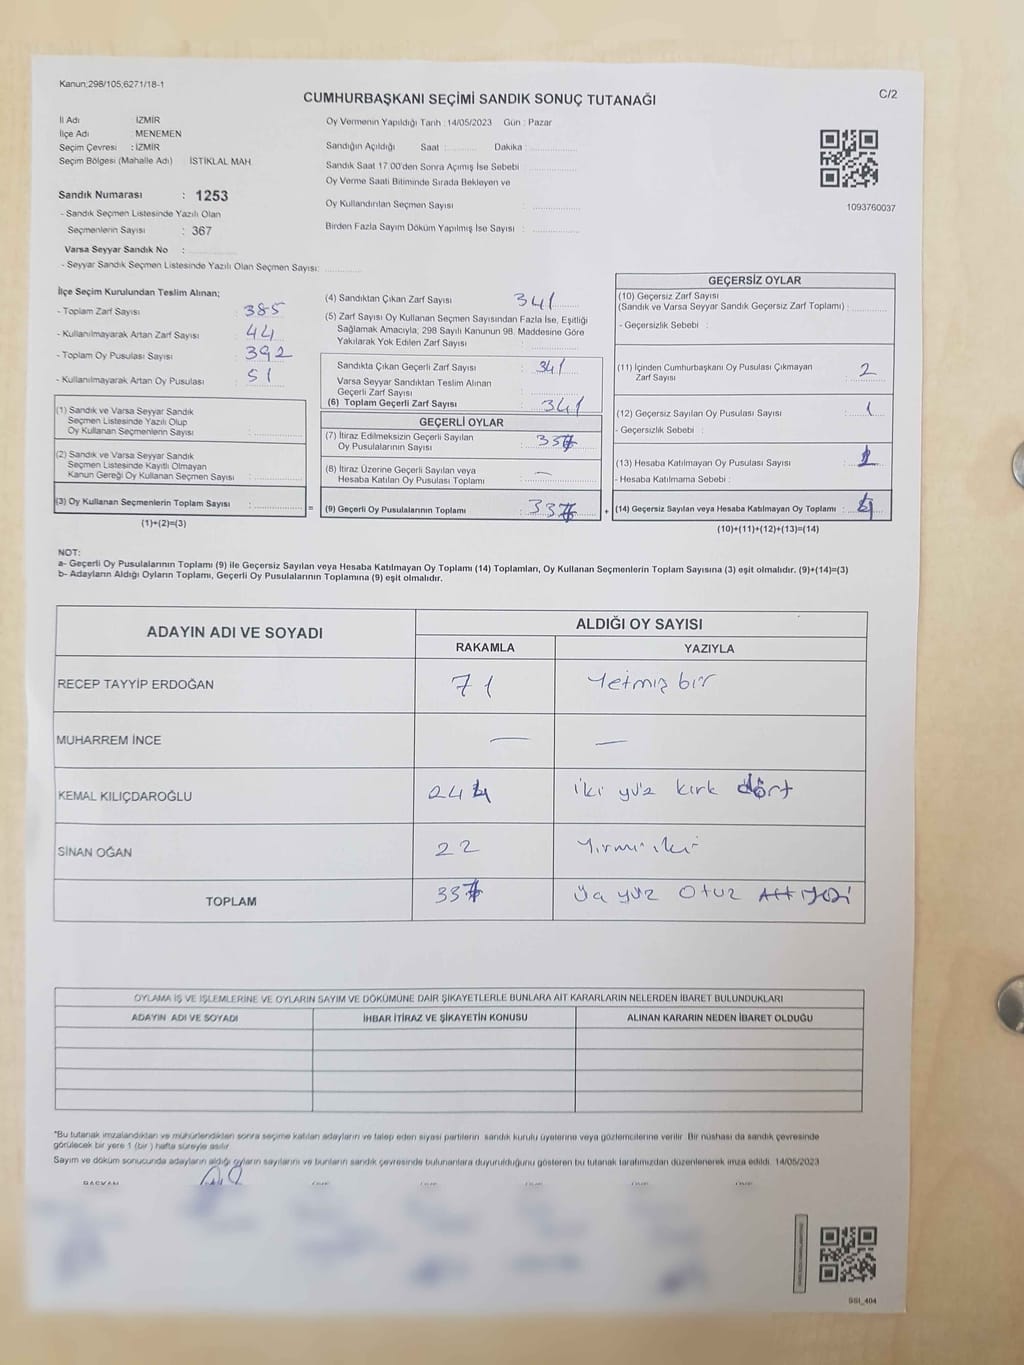 Kanun;298/105,6271/18-1
C/2
CUMHURBAŞKANI SEÇİMİ SANDIK SONUÇ TUTANAĞI
İl Adı : İZMİR
İlçe Adı : MENEMEN
Seçim Çevresi : İZMİR
Seçim Bölgesi (Mahalle Adı) İSTİKLAL MAH
Sandık Numarası : 1253
- Sandık Seçmen Listesinde Yazılı Olan
Seçmenlerin Sayısı : 367
Varsa Seyyar Sandık No :
- Seyyar Sandık Seçmen Listesinde Yazılı Olan Seçmen Sayısı:
Oy Vermenin Yapıldığı Tarih : 14/05/2023 Gün : Pazar
Sandığın Açıldığı Saat : Dakika :
Sandık Saat 17.00'den Sonra Açımış İse Sebebi
Oy Verme Saati Bitiminde Sırada Bekleyen ve
Oy Kullandırılan Seçmen Sayısı :
Birden Fazla Sayım Döküm Yapılmış İse Sayısı :
1093760037
İlçe Seçim Kurulundan Teslim Alınan;
- Toplam Zarf Sayısı : 385
- Kullanılmayarak Artan Zarf Sayısı : 44
- Toplam Oy Pusulası Sayısı : 392
- Kullanılmayarak Artan Oy Pusulası : 51
(1) Sandık ve Varsa Seyyar Sandık
Seçmen Listesinde Yazılı Olup
Oy Kullanan Seçmenlerin Sayısı :
(2) Sandık ve Varsa Seyyar Sandık
Seçmen Listesinde Kayıtlı Olmayan
Kanun Gereği Oy Kullanan Seçmen Sayısı :
(3) Oy Kullanan Seçmenlerin Toplam Sayısı :
(1)+(2)=(3)
(4) Sandıktan Çıkan Zarf Sayısı : 341
(5) Zarf Sayısı Oy Kullanan Seçmen Sayısından Fazla İse, Eşitliği
Sağlamak Amacıyla; 298 Sayılı Kanunun 98. Maddesine Göre
Yakılarak Yok Edilen Zarf Sayısı :
Sandıkta Çıkan Geçerli Zarf Sayısı : 341
Varsa Seyyar Sandıktan Teslim Alınan
Geçerli Zarf Sayısı :
(6) Toplam Geçerli Zarf Sayısı : 341
GEÇERLİ OYLAR
(7) İtiraz Edilmeksizin Geçerli Sayılan
Oy Pusulalarının Sayısı : 337
(8) İtiraz Üzerine Geçerli Sayılan veya
Hesaba Katılan Oy Pusulası Toplamı : —
= (9) Geçerli Oy Pusulalarının Toplamı : 337 +
GEÇERSİZ OYLAR
(10) Geçersiz Zarf Sayısı
(Sandık ve Varsa Seyyar Sandık Geçersiz Zarf Toplamı) :
- Geçersizlik Sebebi :
(11) İçinden Cumhurbaşkanı Oy Pusulası Çıkmayan
Zarf Sayısı : 2
(12) Geçersiz Sayılan Oy Pusulası Sayısı : 1
- Geçersizlik Sebebi :
(13) Hesaba Katılmayan Oy Pusulası Sayısı : 1
- Hesaba Katılmama Sebebi :
(14) Geçersiz Sayılan veya Hesaba Katılmayan Oy Toplamı : 4
(10)+(11)+(12)+(13)=(14)
NOT:
a- Geçerli Oy Pusulalarının Toplamı (9) ile Geçersiz Sayılan veya Hesaba Katılmayan Oy Toplamı (14) Toplamları, Oy Kullanan Seçmenlerin Toplam Sayısına (3) eşit olmalıdır. (9)+(14)=(3)
b- Adayların Aldığı Oyların Toplamı, Geçerli Oy Pusulalarının Toplamına (9) eşit olmalıdır.
ADAYIN ADI VE SOYADI
ALDIĞI OY SAYISI
RAKAMLA YAZIYLA
RECEP TAYYİP ERDOĞAN 71 Yetmiş bir
MUHARREM İNCE — —
KEMAL KILIÇDAROĞLU 244 iki yüz kırk dört
SİNAN OĞAN 22 Yirmi iki
TOPLAM 337 Üç yüz Otuz Altı Yedi
OYLAMA İŞ VE İŞLEMLERİNE VE OYLARIN SAYIM VE DÖKÜMÜNE DAİR ŞİKAYETLERLE BUNLARA AİT KARARLARIN NELERDEN İBARET BULUNDUKLARI
ADAYIN ADI VE SOYADI İHBAR İTİRAZ VE ŞİKAYETİN KONUSU ALINAN KARARIN NEDEN İBARET OLDUĞU
*Bu tutanak imzalandıktan ve mühürlendikten sonra seçime katılan adayların ve talep eden siyasi partilerin sandık kurulu üyelerine veya gözlemcilerine verilir. Bir nüshası da sandık çevresinde
görülecek bir yere 1 (bir ) hafta süreyle asılır.
Sayım ve döküm sonucunda adayların aldığı oyların sayılarını ve bunların sandık çevresinde bulunanlara duyurulduğunu gösteren bu tutanak tarafımızdan düzenlenerek imza edildi. 14/05/2023
SSI_404